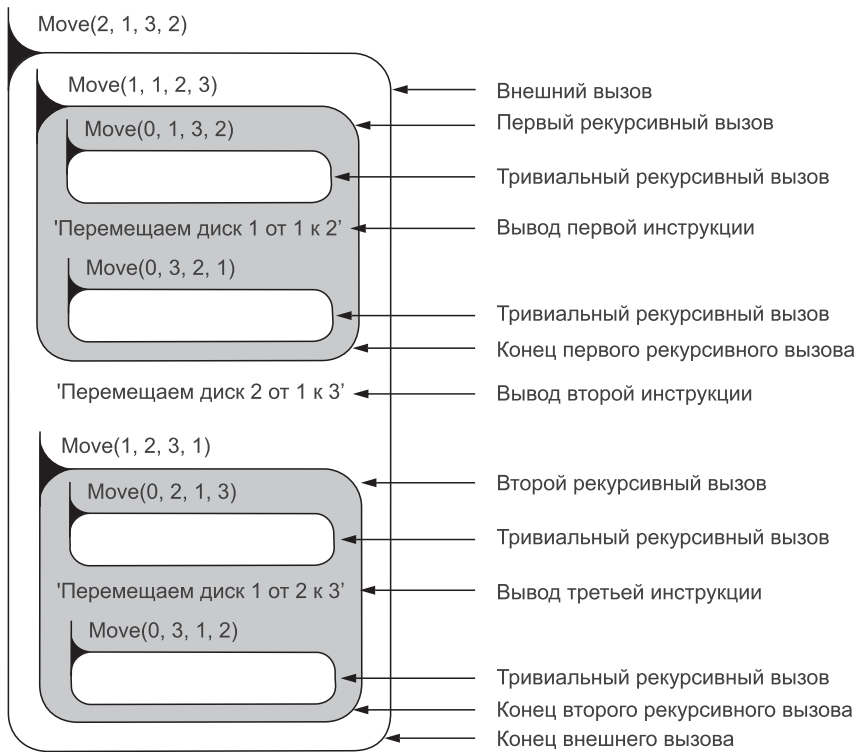 Move(2, 1, 3, 2)
Move(1, 1, 2, 3)
Внешний вызов
Move(0, 1, 3, 2)
Первый рекурсивный вызов
Тривиальный рекурсивный вызов
'Перемещаем диск 1 от 1 к 2’
Вывод первой инструкции
Move(0, 3, 2, 1)
Тривиальный рекурсивный вызов
Конец первого рекурсивного вызова
'Перемещаем диск 2 от 1 к 3’
Вывод второй инструкции
Move(1, 2, 3, 1)
Второй рекурсивный вызов
Move(0, 2, 1, 3)
Тривиальный рекурсивный вызов
'Перемещаем диск 1 от 2 к 3’
Вывод третьей инструкции
Move(0, 3, 1, 2)
Тривиальный рекурсивный вызов
Конец второго рекурсивного вызова
Конец внешнего вызова